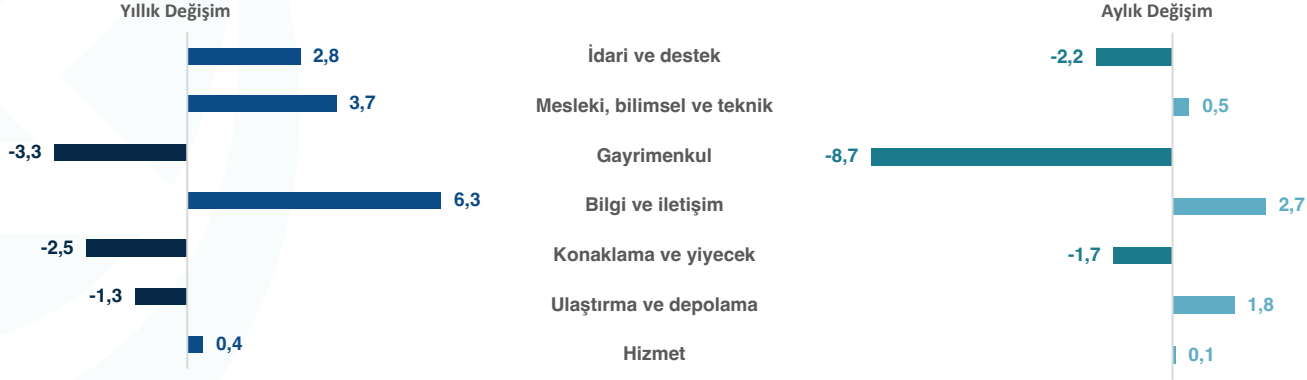 Yıllık Değişim
Aylık Değişim
2,8
İdari ve destek
-2,2
3,7
Mesleki, bilimsel ve teknik
0,5
-3,3
Gayrimenkul
-8,7
6,3
Bilgi ve iletişim
2,7
-2,5
Konaklama ve yiyecek
-1,7
-1,3
Ulaştırma ve depolama
1,8
0,4
Hizmet
0,1